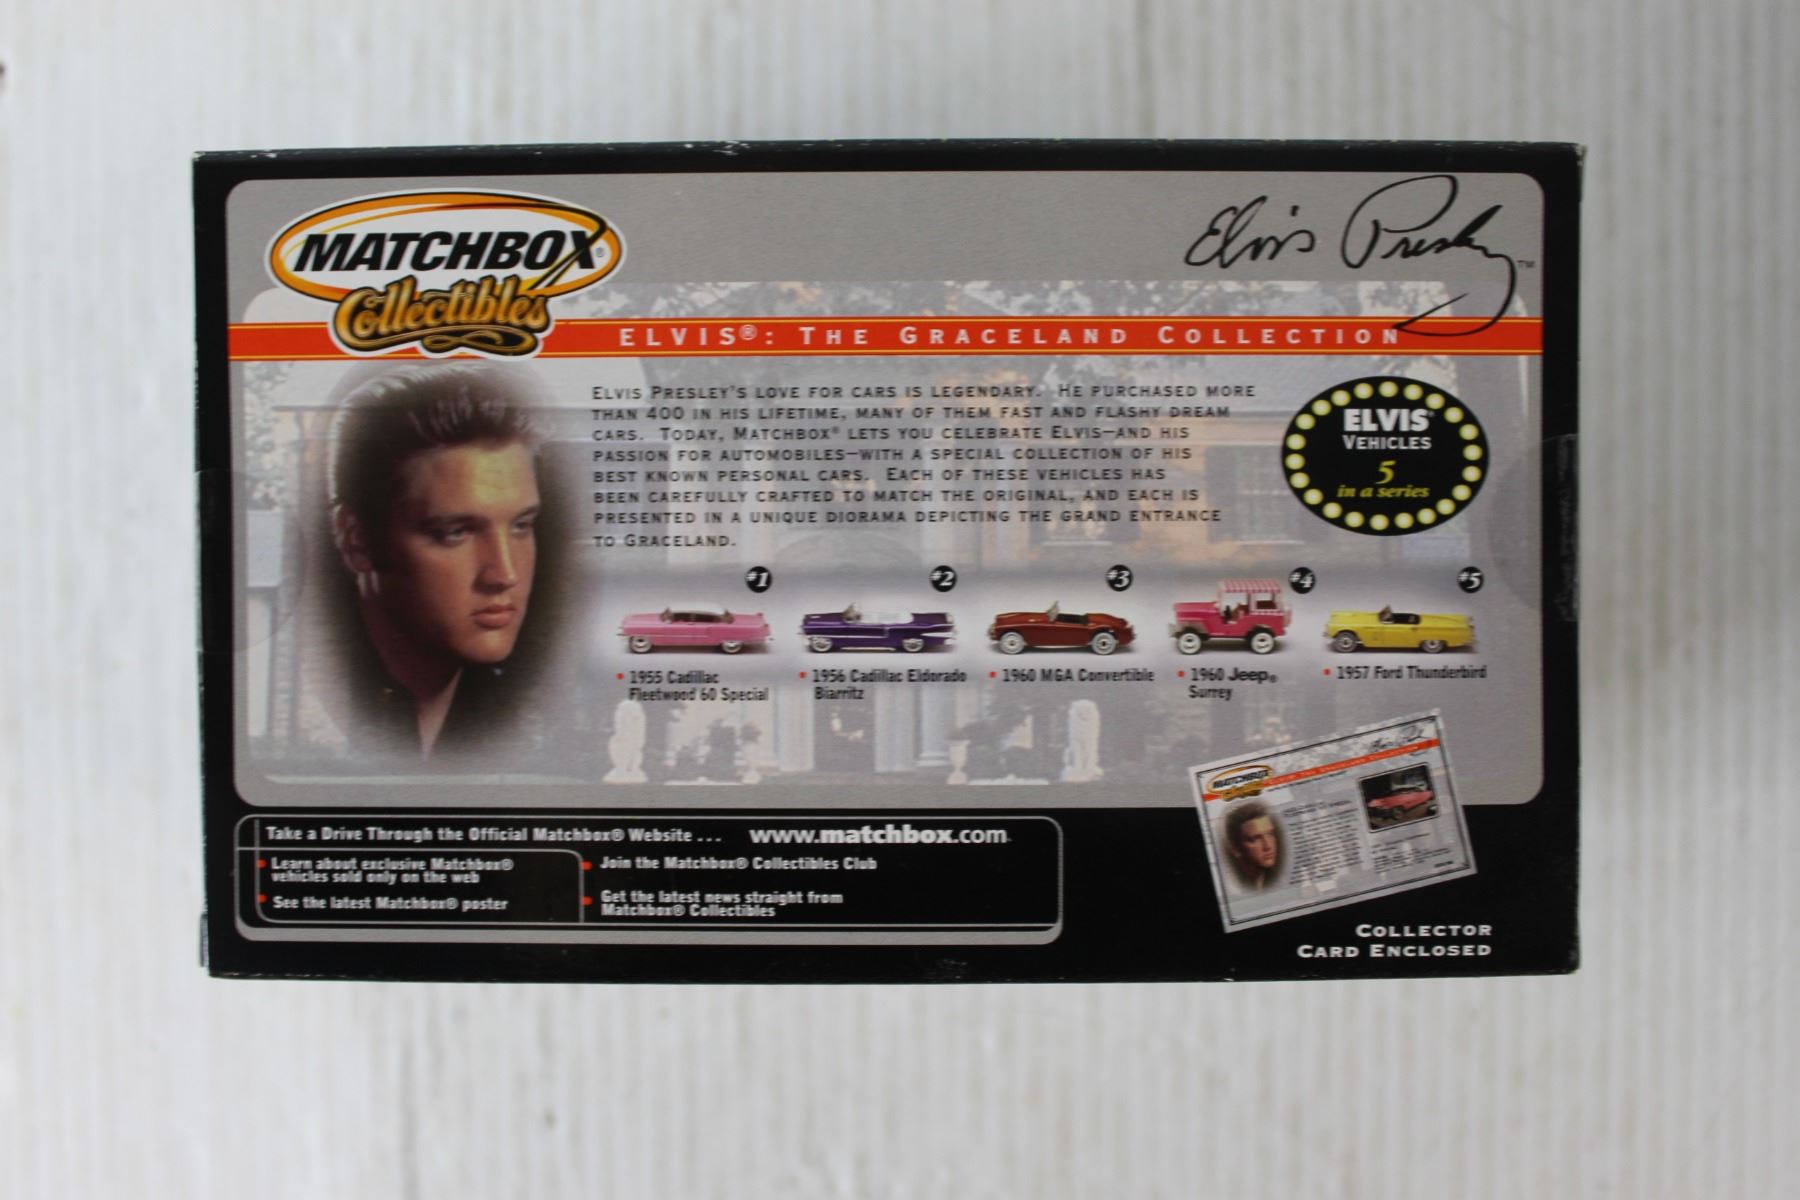 MATCHBOX®
Collectibles
Elvis Presley™
ELVIS®: THE GRACELAND COLLECTION
ELVIS PRESLEY'S LOVE FOR CARS IS LEGENDARY. HE PURCHASED MORE
THAN 400 IN HIS LIFETIME, MANY OF THEM FAST AND FLASHY DREAM
CARS. TODAY, MATCHBOX® LETS YOU CELEBRATE ELVIS—AND HIS
PASSION FOR AUTOMOBILES—WITH A SPECIAL COLLECTION OF HIS
BEST KNOWN PERSONAL CARS. EACH OF THESE VEHICLES HAS
BEEN CAREFULLY CRAFTED TO MATCH THE ORIGINAL, AND EACH IS
PRESENTED IN A UNIQUE DIORAMA DEPICTING THE GRAND ENTRANCE
TO GRACELAND.
ELVIS®
VEHICLES
5
in a series
#1
#2
#3
#4
#5
• 1955 Cadillac
Fleetwood 60 Special
• 1956 Cadillac Eldorado
Biarritz
• 1960 MGA Convertible
• 1960 Jeep®
Surrey
• 1957 Ford Thunderbird
MATCHBOX
Take a Drive Through the Official Matchbox® Website ... www.matchbox.com
• Learn about exclusive Matchbox®
vehicles sold only on the web
• See the latest Matchbox® poster
• Join the Matchbox® Collectibles Club
• Get the latest news straight from
Matchbox® Collectibles
COLLECTOR
CARD ENCLOSED